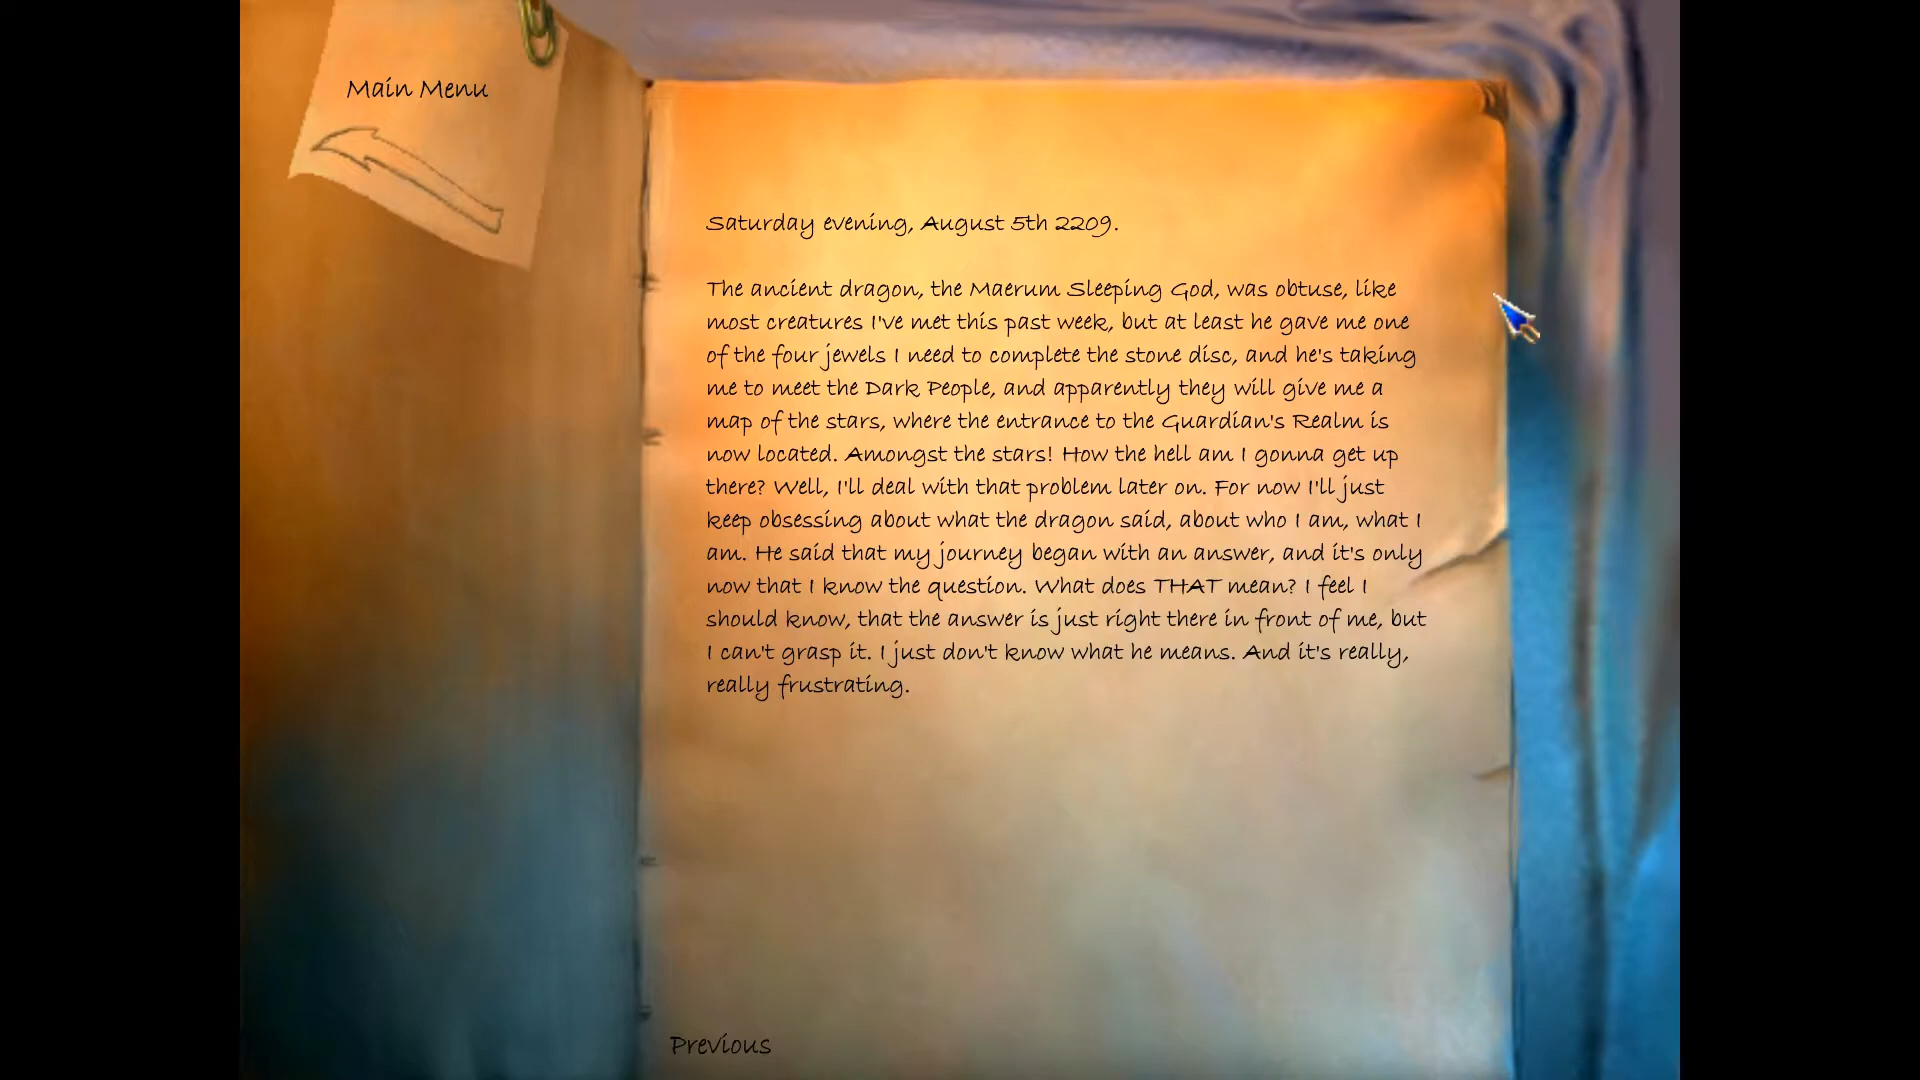 Main Menu
Saturday evening, August 5th 2209.
The ancient dragon, the Maerum Sleeping God, was obtuse, like
most creatures I've met this past week, but at least he gave me one
of the four jewels I need to complete the stone disc, and he's taking
me to meet the Dark People, and apparently they will give me a
map of the stars, where the entrance to the Guardian's Realm is
now located. Amongst the stars! How the hell am I gonna get up
there? Well, I'll deal with that problem later on. For now I'll just
keep obsessing about what the dragon said, about who I am, what I
am. He said that my journey began with an answer, and it's only
now that I know the question. What does THAT mean? I feel I
should know, that the answer is just right there in front of me, but
I can't grasp it. I just don't know what he means. And it's really,
really frustrating.
Previous